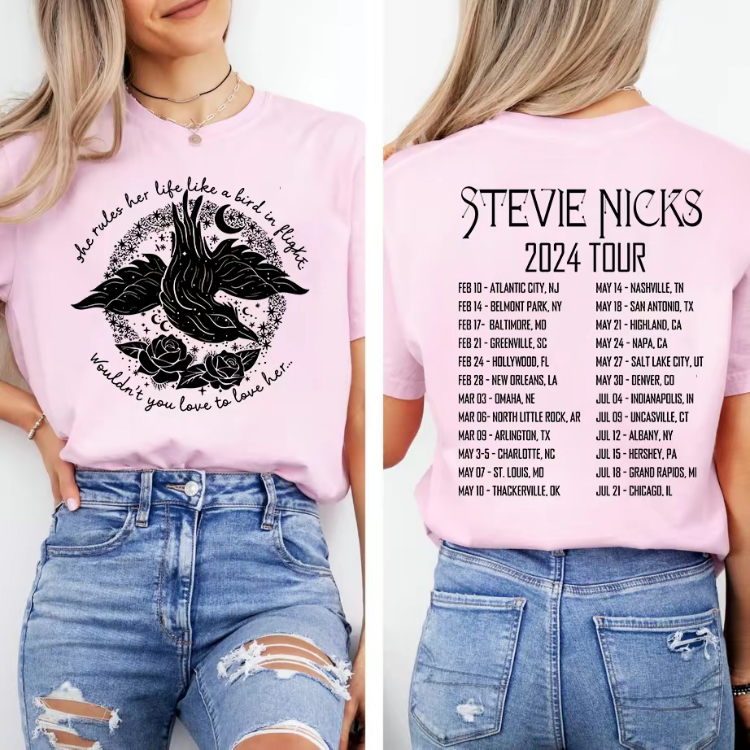 she rules her life like a bird in flight
Wouldn't you love to love her...
STEVIE NICKS
2024 TOUR
FEB 10 - ATLANTIC CITY, NJ
FEB 14 - BELMONT PARK, NY
FEB 17- BALTIMORE, MD
FEB 21 - GREENVILLE, SC
FEB 24 - HOLLYWOOD, FL
FEB 28 - NEW ORLEANS, LA
MAR 03 - OMAHA, NE
MAR 06- NORTH LITTLE ROCK, AR
MAR 09 - ARLINGTON, TX
MAY 3-5 - CHARLOTTE, NC
MAY 07 - ST. LOUIS, MO
MAY 10 - THACKERVILLE, OK
MAY 14 - NASHVILLE, TN
MAY 18 - SAN ANTONIO, TX
MAY 21 - HIGHLAND, CA
MAY 24 - NAPA, CA
MAY 27 - SALT LAKE CITY, UT
MAY 30 - DENVER, CO
JUL 04 - INDIANAPOLIS, IN
JUL 09 - UNCASVILLE, CT
JUL 12 - ALBANY, NY
JUL 15 - HERSHEY, PA
JUL 18 - GRAND RAPIDS, MI
JUL 21 - CHICAGO, IL